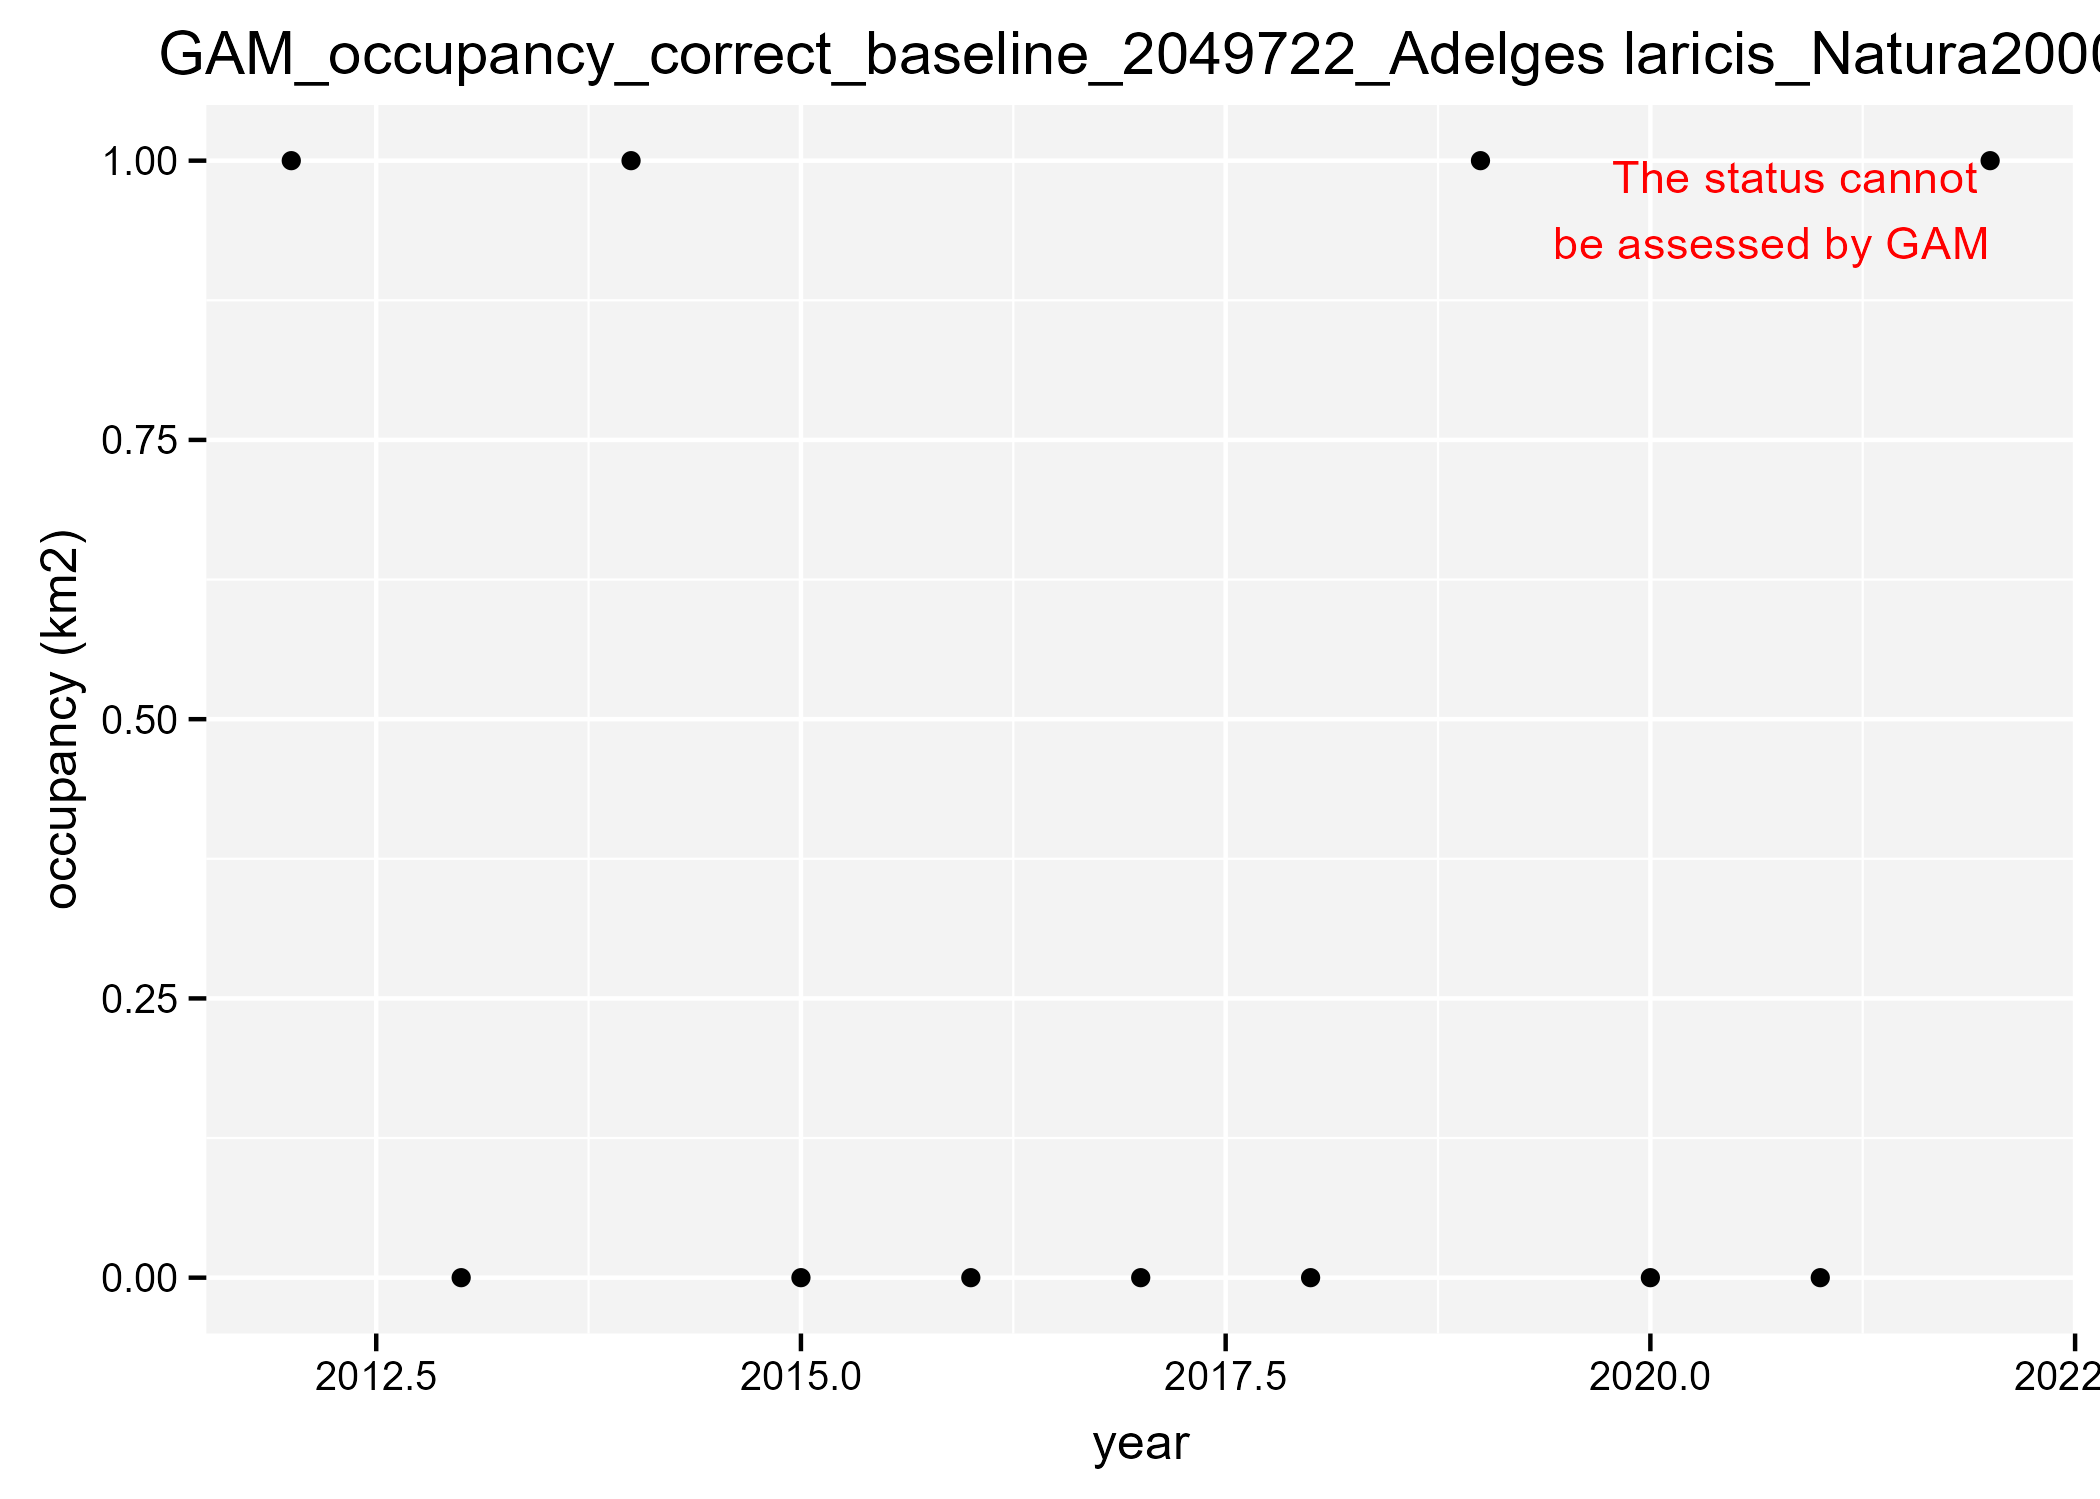 GAM_occupancy_correct_baseline_2049722_Adelges laricis_Natura2000
1.00
The status cannot
be assessed by GAM
0.75
occupancy (km2)
0.50
0.25
0.00
2012.5 2015.0 2017.5 2020.0 2022
year